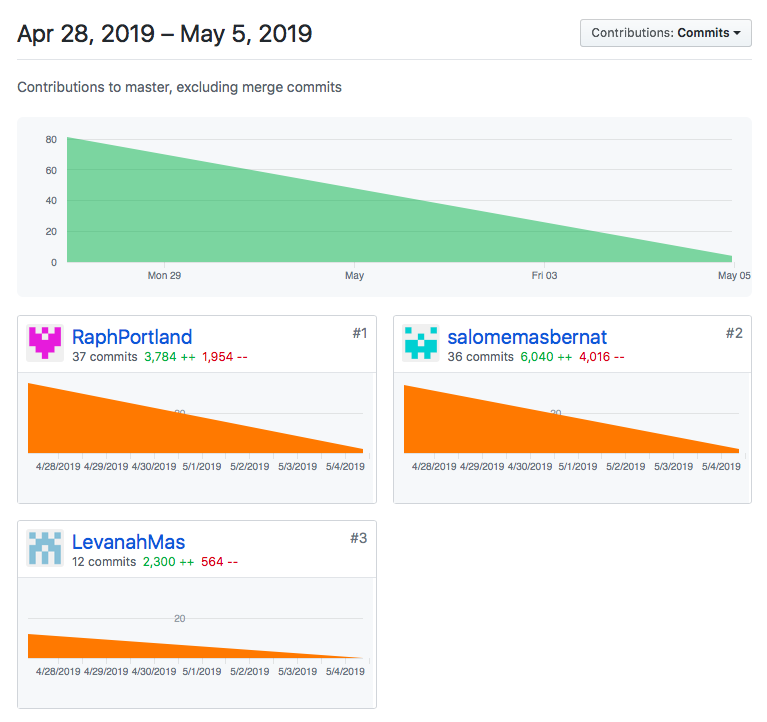 Apr 28, 2019 – May 5, 2019
Contributions: Commits
Contributions to master, excluding merge commits
80
60
40
20
0
Mon 29 May Fri 03 May 05
RaphPortland #1
37 commits 3,784 ++ 1,954 --
20
4/28/2019 4/29/2019 4/30/2019 5/1/2019 5/2/2019 5/3/2019 5/4/2019
salomemasbernat #2
36 commits 6,040 ++ 4,016 --
20
4/28/2019 4/29/2019 4/30/2019 5/1/2019 5/2/2019 5/3/2019 5/4/2019
LevanahMas #3
12 commits 2,300 ++ 564 --
20
4/28/2019 4/29/2019 4/30/2019 5/1/2019 5/2/2019 5/3/2019 5/4/2019